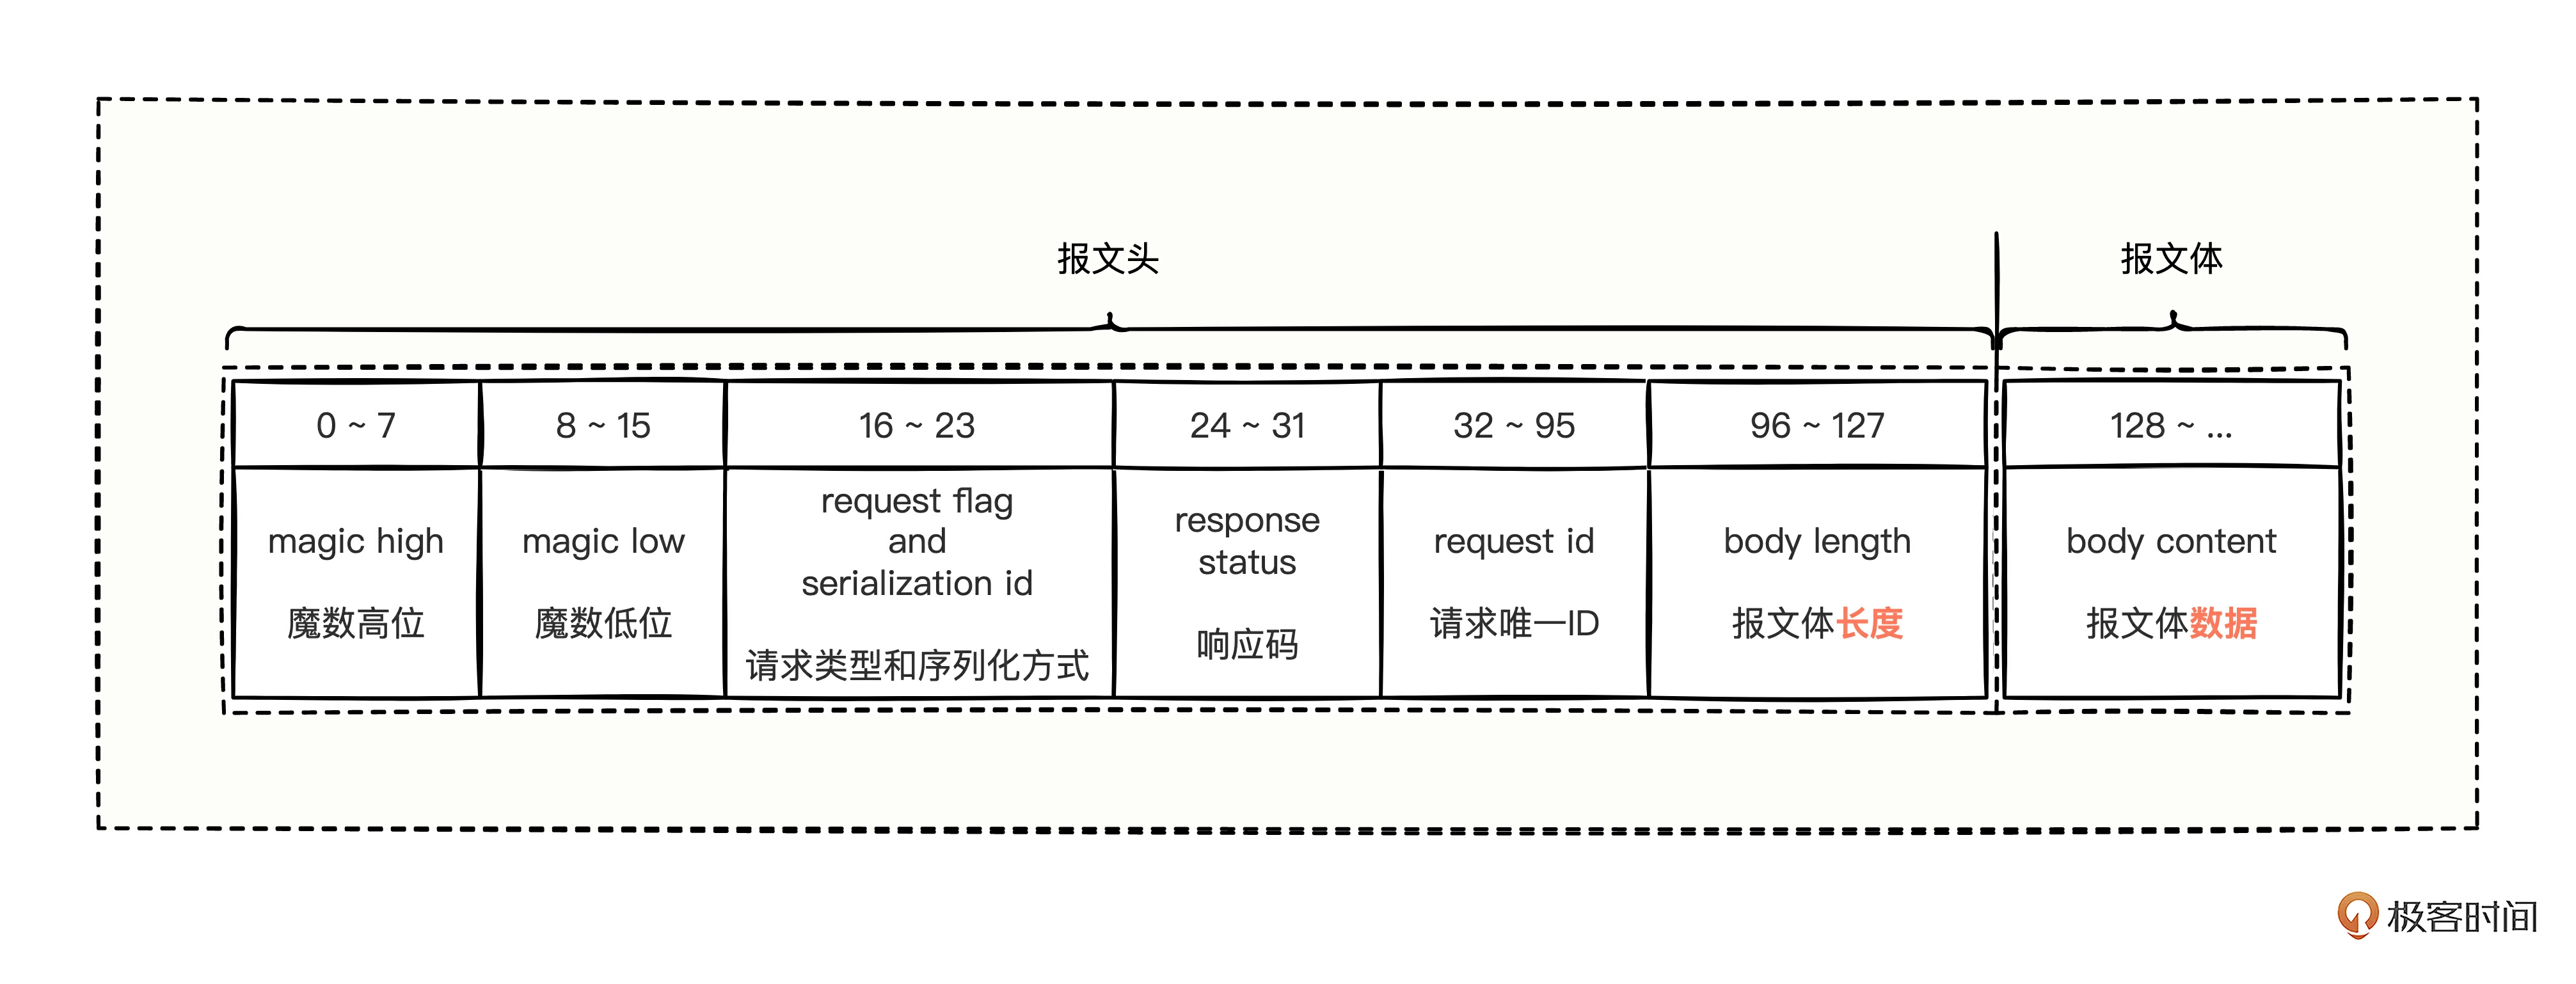 报文头
报文体
0 ~ 7
8 ~ 15
16 ~ 23
24 ~ 31
32 ~ 95
96 ~ 127
128 ~ ...
magic high
魔数高位
magic low
魔数低位
request flag
and
serialization id
请求类型和序列化方式
response
status
响应码
request id
请求唯一ID
body length
报文体长度
body content
报文体数据
极客时间